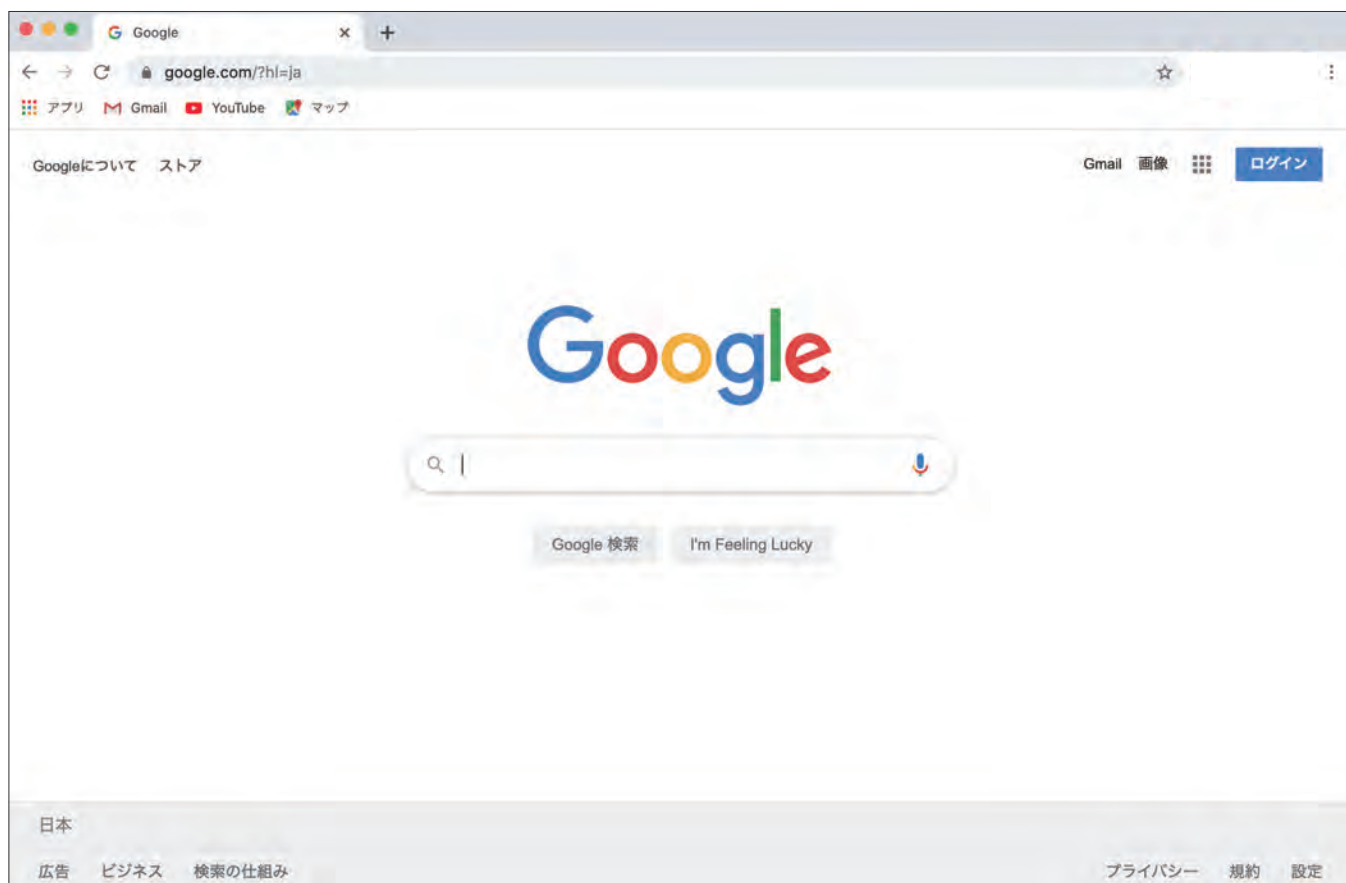 Google
google.com/?hl=ja
アプリ Gmail YouTube マップ
Googleについて ストア Gmail 画像 ログイン
Google
Google 検索 I'm Feeling Lucky
日本
広告 ビジネス 検索の仕組み プライバシー 規約 設定